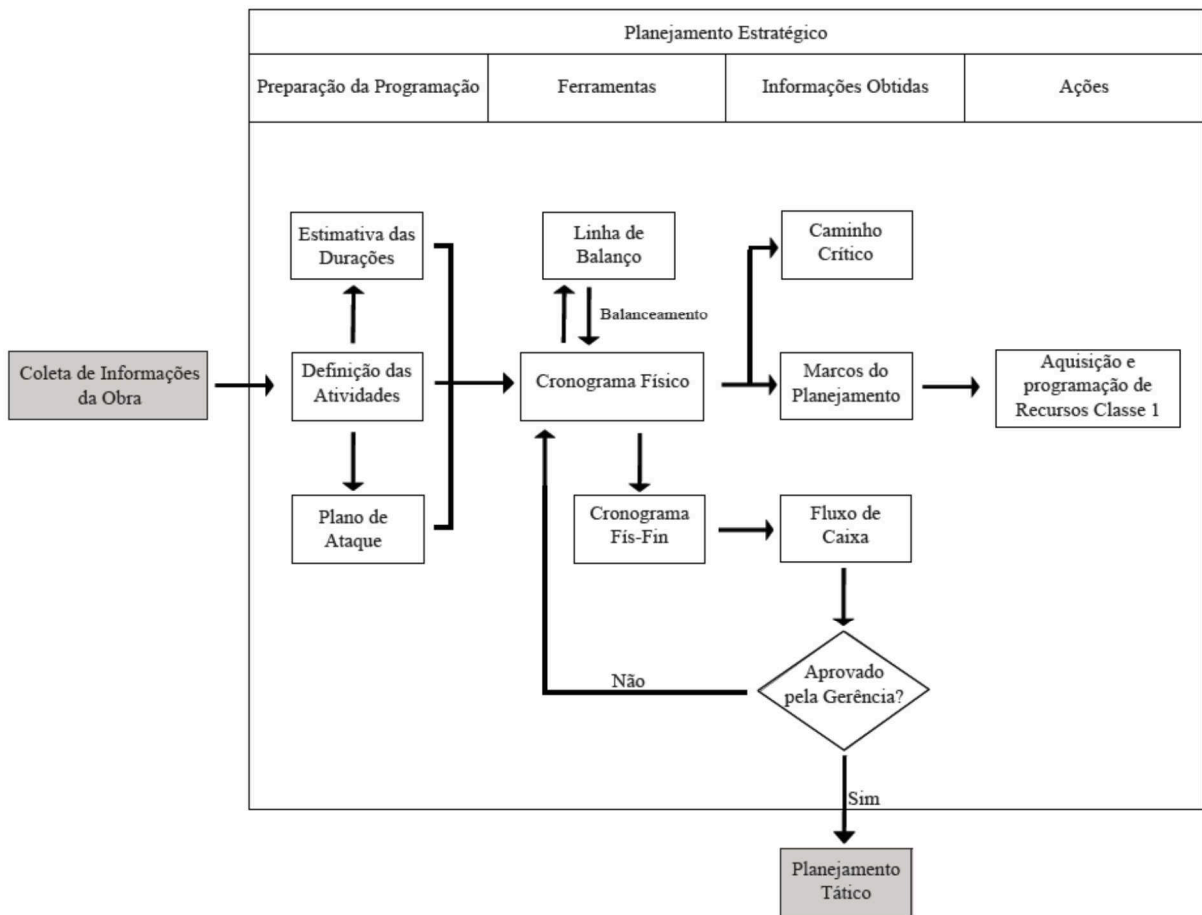 Planejamento Estratégico
Preparação da Programação
Ferramentas
Informações Obtidas
Ações
Estimativa das
Durações
Linha de
Balanço
Caminho
Crítico
Balanceamento
Coleta de Informações
da Obra
Definição das
Atividades
Cronograma Físico
Marcos do
Planejamento
Aquisição e
programação de
Recursos Classe 1
Plano de
Ataque
Cronograma
Fís-Fin
Fluxo de
Caixa
Aprovado
pela Gerência?
Não
Sim
Planejamento
Tático